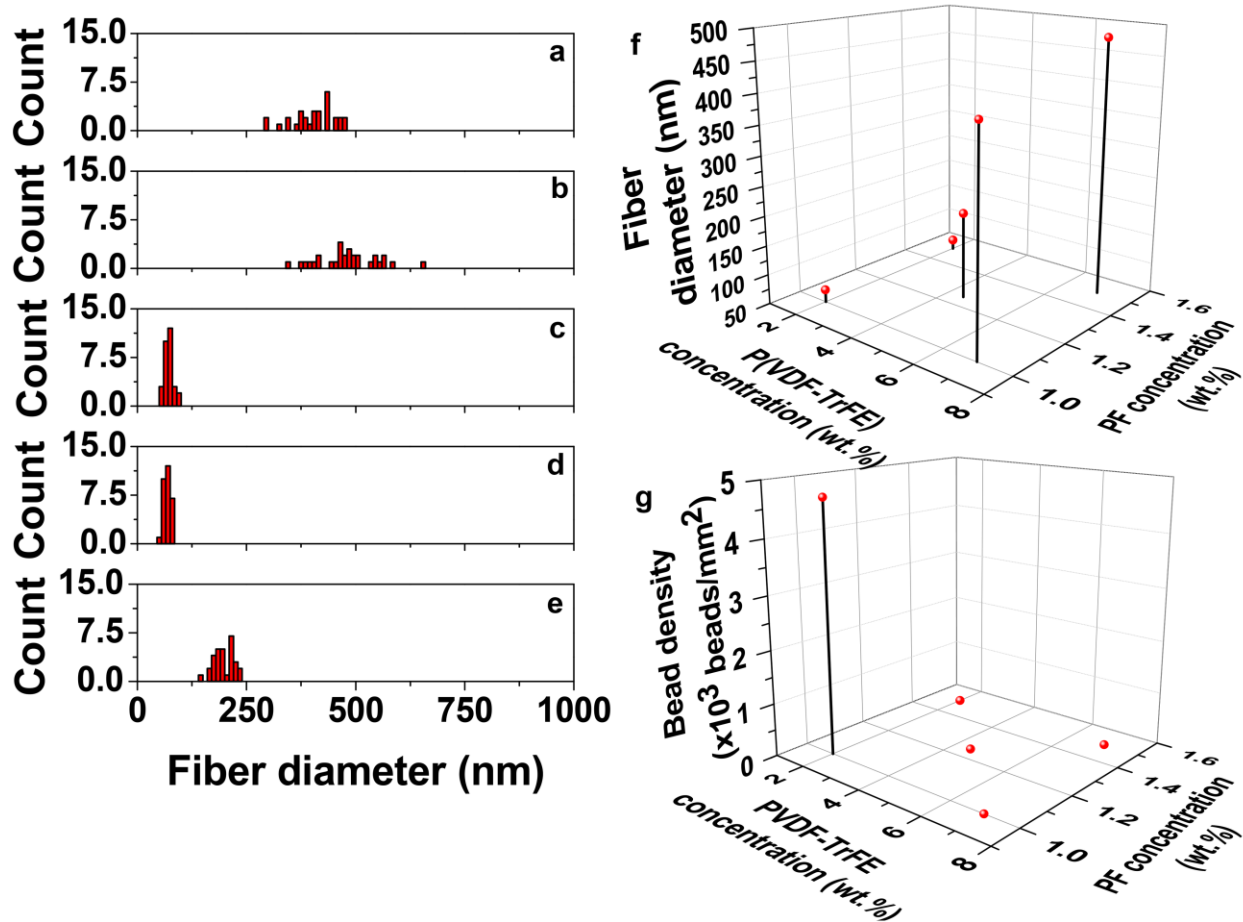 15.0
7.5
0.0
Count
a
15.0
7.5
0.0
Count
b
15.0
7.5
0.0
Count
c
15.0
7.5
0.0
Count
d
15.0
7.5
0.0
Count
e
0 250 500 750 1000
Fiber diameter (nm)
f
500
450
400
350
300
250
200
150
100
50
Fiber
diameter (nm)
2 4 6 8
P(VDF-TrFE)
concentration (wt.%)
1.0 1.2 1.4 1.6
PF concentration
(wt.%)
g
5
4
3
2
1
0
Bead density
(x10³ beads/mm²)
2 4 6 8
PVDF-TrFE
concentration (wt.%)
1.0 1.2 1.4 1.6
PF concentration
(wt.%)